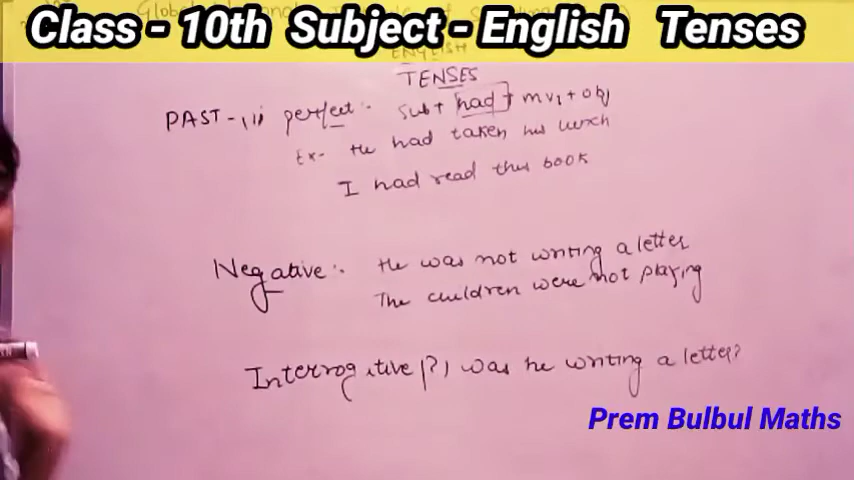 Class - 10th Subject - English Tenses
ENGLISH
TENSES
PAST - (ii) perfect :- Sub + had + mv1 + obj
Ex- He had taken his lunch
I had read this book
Negative :- He was not writing a letter
The children were not playing
Interrogative (?) was he writing a letter?
Prem Bulbul Maths